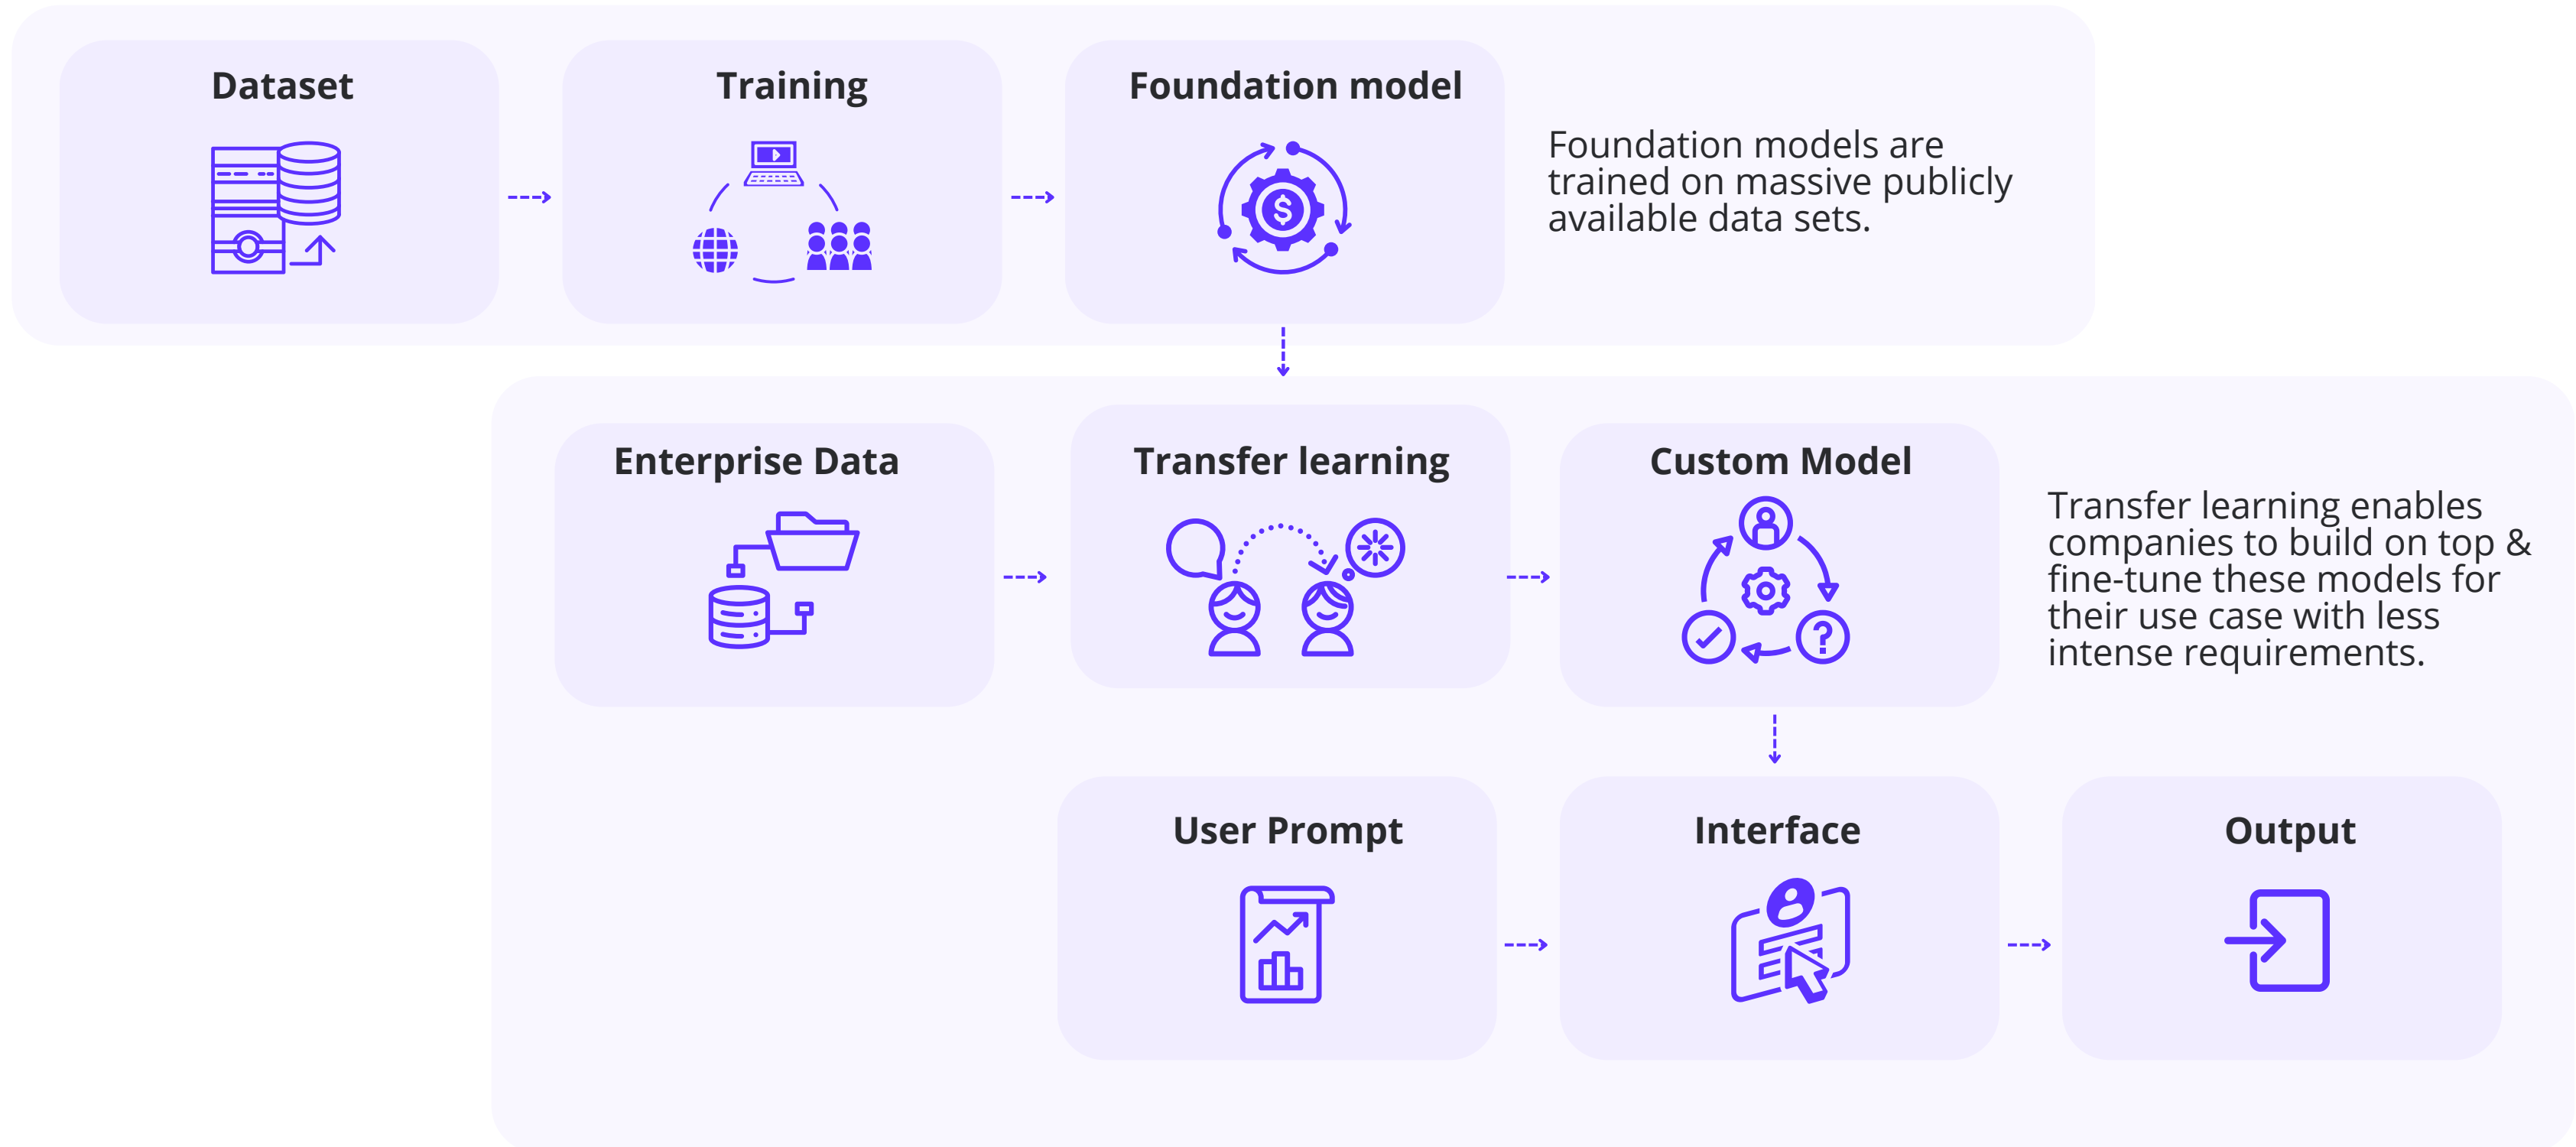 Dataset
Training
Foundation model
Foundation models are
trained on massive publicly
available data sets.
Enterprise Data
Transfer learning
Custom Model
Transfer learning enables
companies to build on top &
fine-tune these models for
their use case with less
intense requirements.
User Prompt
Interface
Output